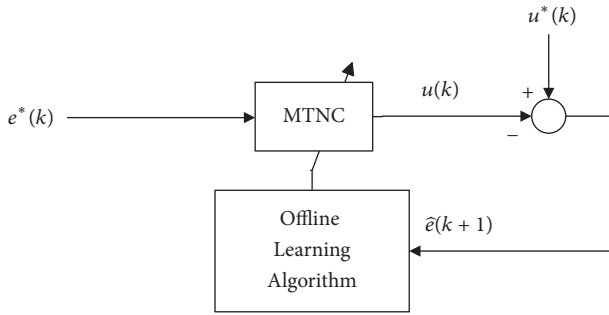 u*(k)
e*(k)
MTNC
u(k)
+
−
Offline
Learning
Algorithm
ê(k + 1)